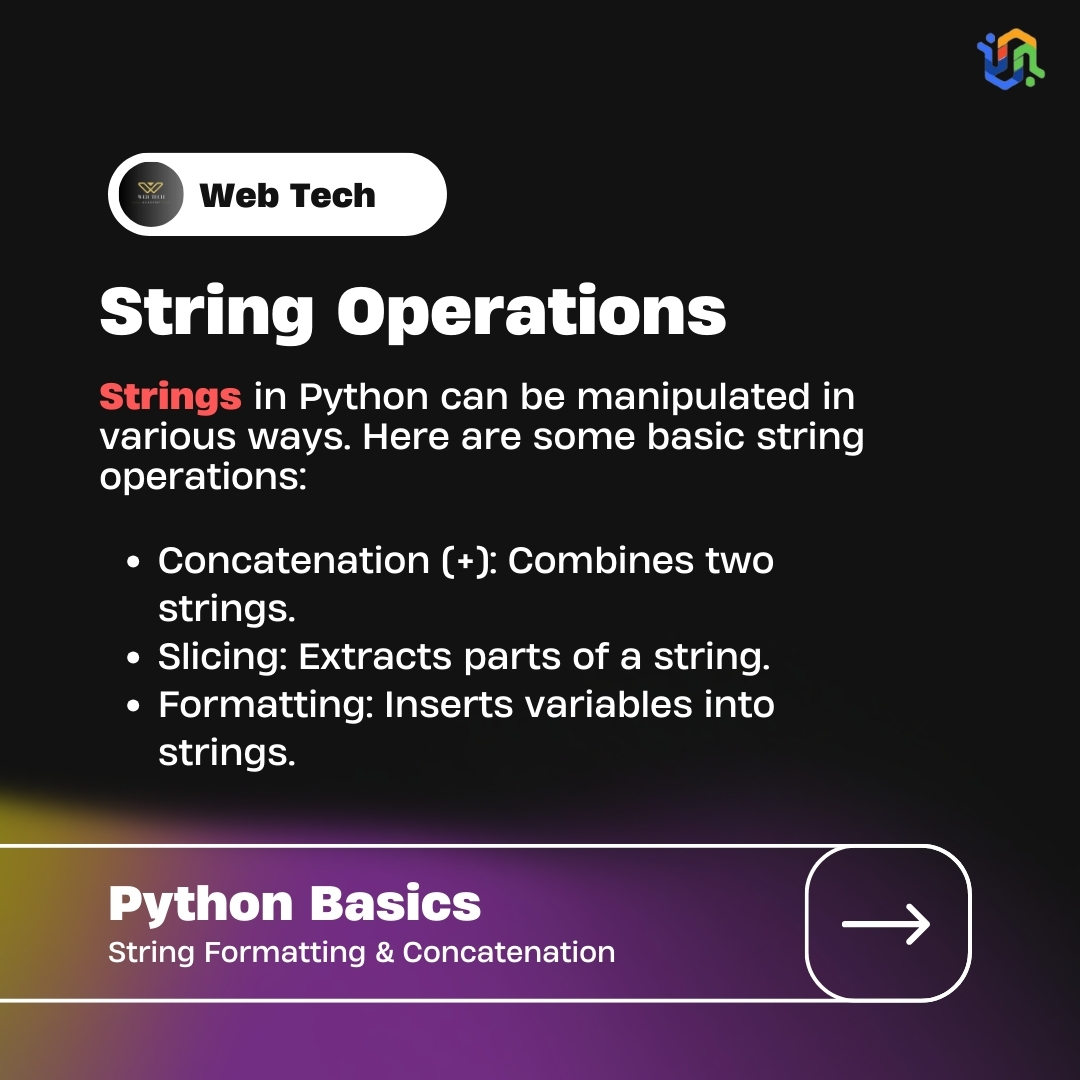 Web Tech
String Operations
Strings in Python can be manipulated in
various ways. Here are some basic string
operations:
• Concatenation (+): Combines two
strings.
• Slicing: Extracts parts of a string.
• Formatting: Inserts variables into
strings.
Python Basics
String Formatting & Concatenation